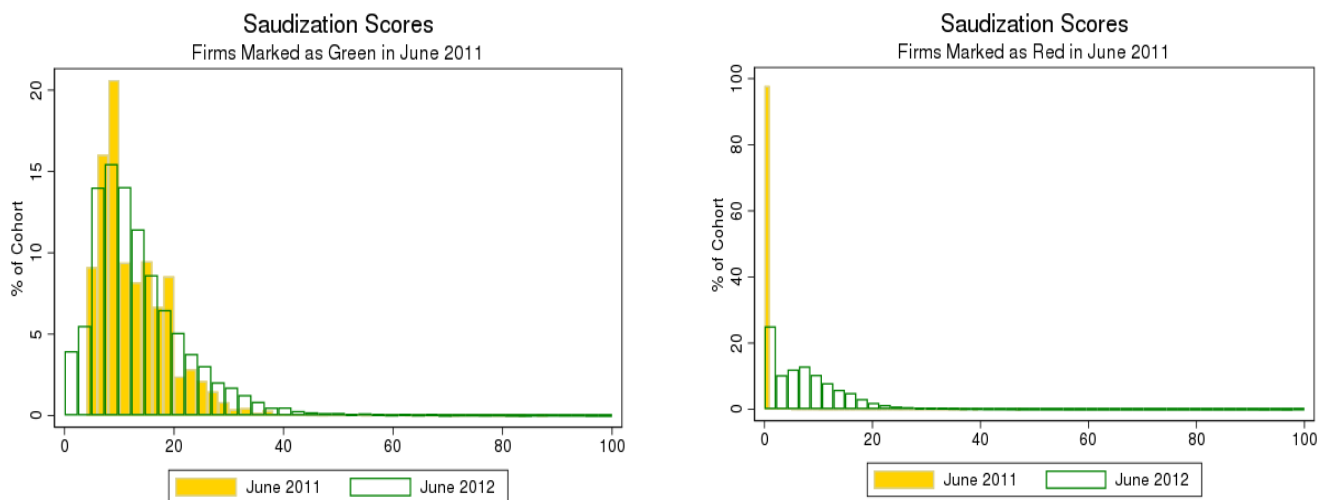 Saudization Scores
Firms Marked as Green in June 2011
% of Cohort
20
15
10
5
0
0 20 40 60 80 100
June 2011 June 2012
Saudization Scores
Firms Marked as Red in June 2011
% of Cohort
100
80
60
40
20
0
0 20 40 60 80 100
June 2011 June 2012